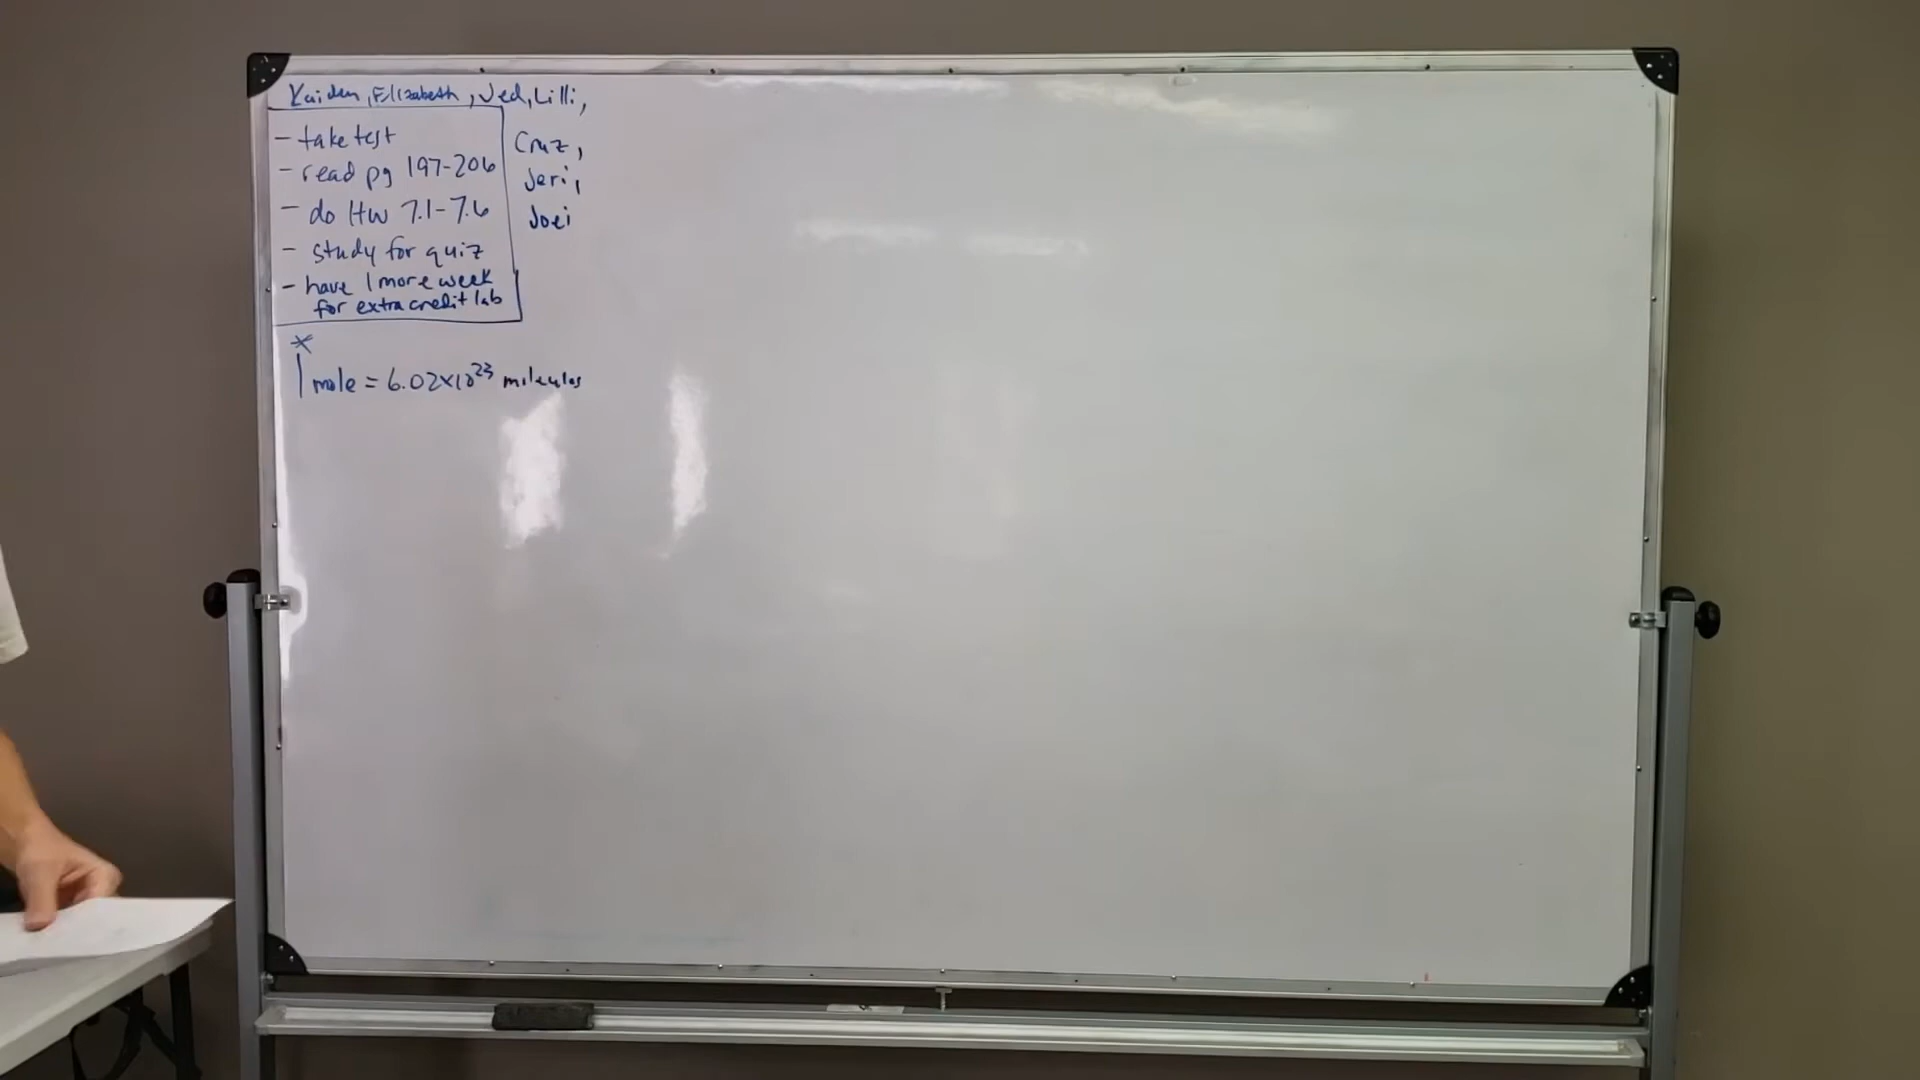 Kaiden, Elizabeth, Jed, Lilli,
Cruz,
Jeri,
Joei
- take test
- read pg 197-206
- do HW 7.1-7.6
- study for quiz
- have 1 more week
for extra credit lab
*
1 mole = 6.02x10²³ molecules